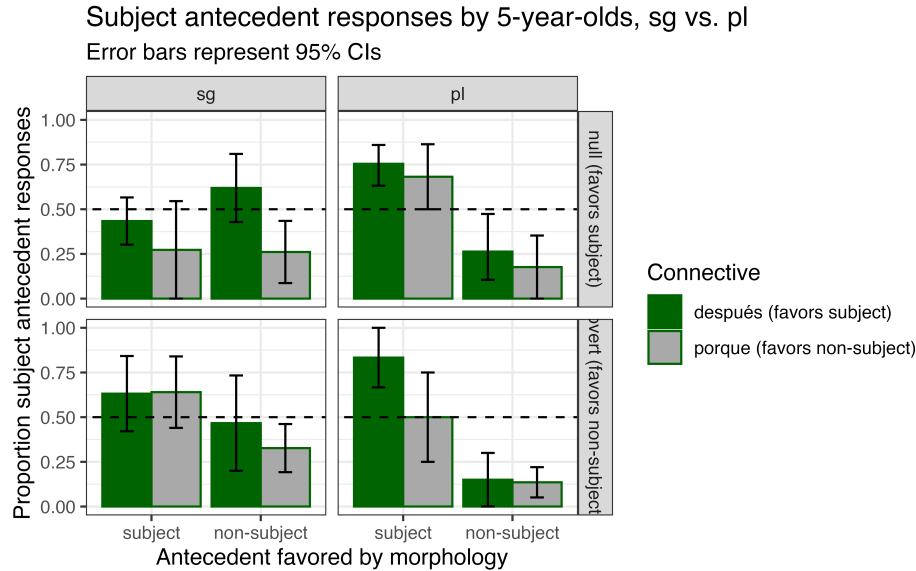 Subject antecedent responses by 5-year-olds, sg vs. pl
Error bars represent 95% CIs
sg
pl
Proportion subject antecedent responses
1.00
0.75
0.50
0.25
0.00
null (favors subject)
1.00
0.75
0.50
0.25
0.00
overt (favors non-subject
subject
non-subject
subject
non-subject
Antecedent favored by morphology
Connective
después (favors subject)
porque (favors non-subject)